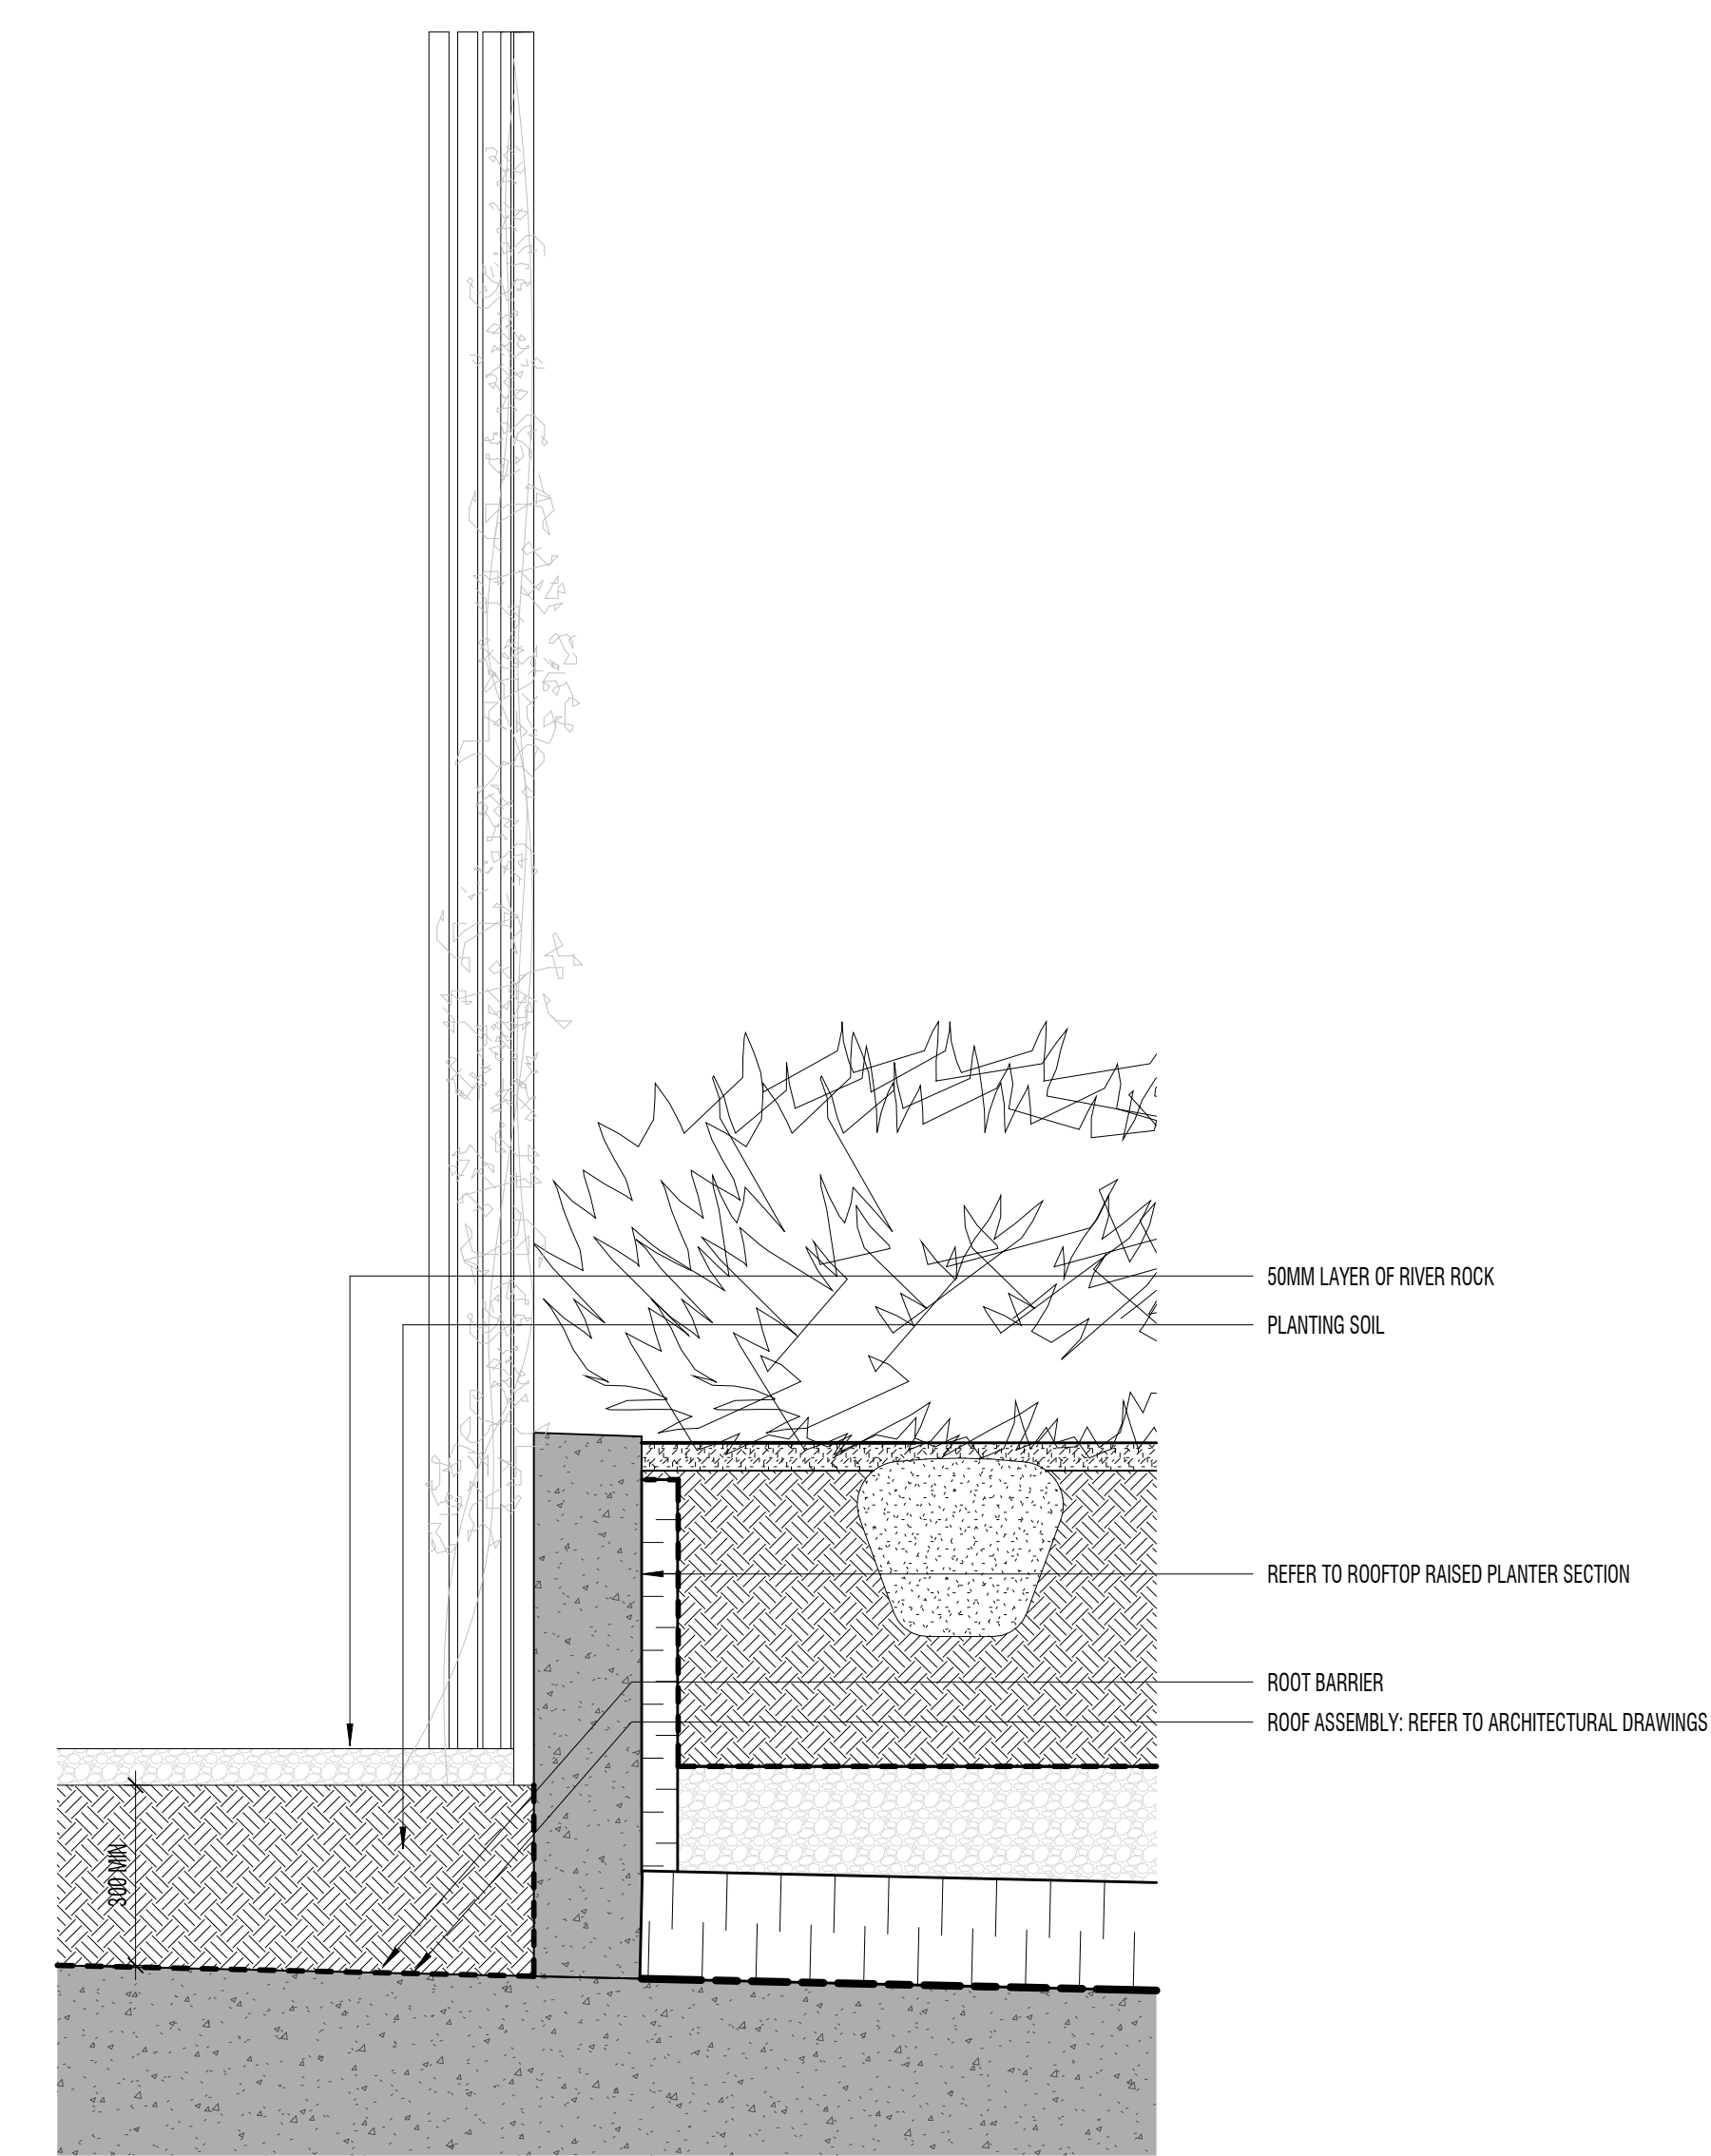 50MM LAYER OF RIVER ROCK
PLANTING SOIL
REFER TO ROOFTOP RAISED PLANTER SECTION
ROOT BARRIER
ROOF ASSEMBLY: REFER TO ARCHITECTURAL DRAWINGS
300 MIN